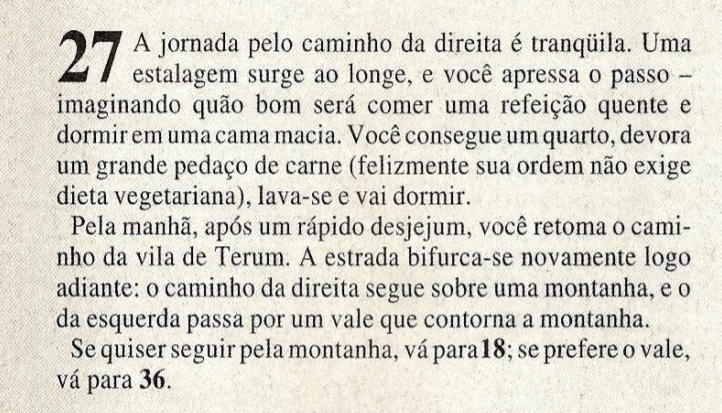 27 A jornada pelo caminho da direita é tranqüila. Uma
estalagem surge ao longe, e você apressa o passo –
imaginando quão bom será comer uma refeição quente e
dormir em uma cama macia. Você consegue um quarto, devora
um grande pedaço de carne (felizmente sua ordem não exige
dieta vegetariana), lava-se e vai dormir.
Pela manhã, após um rápido desjejum, você retoma o cami-
nho da vila de Terum. A estrada bifurca-se novamente logo
adiante: o caminho da direita segue sobre uma montanha, e o
da esquerda passa por um vale que contorna a montanha.
Se quiser seguir pela montanha, vá para 18; se prefere o vale,
vá para 36.